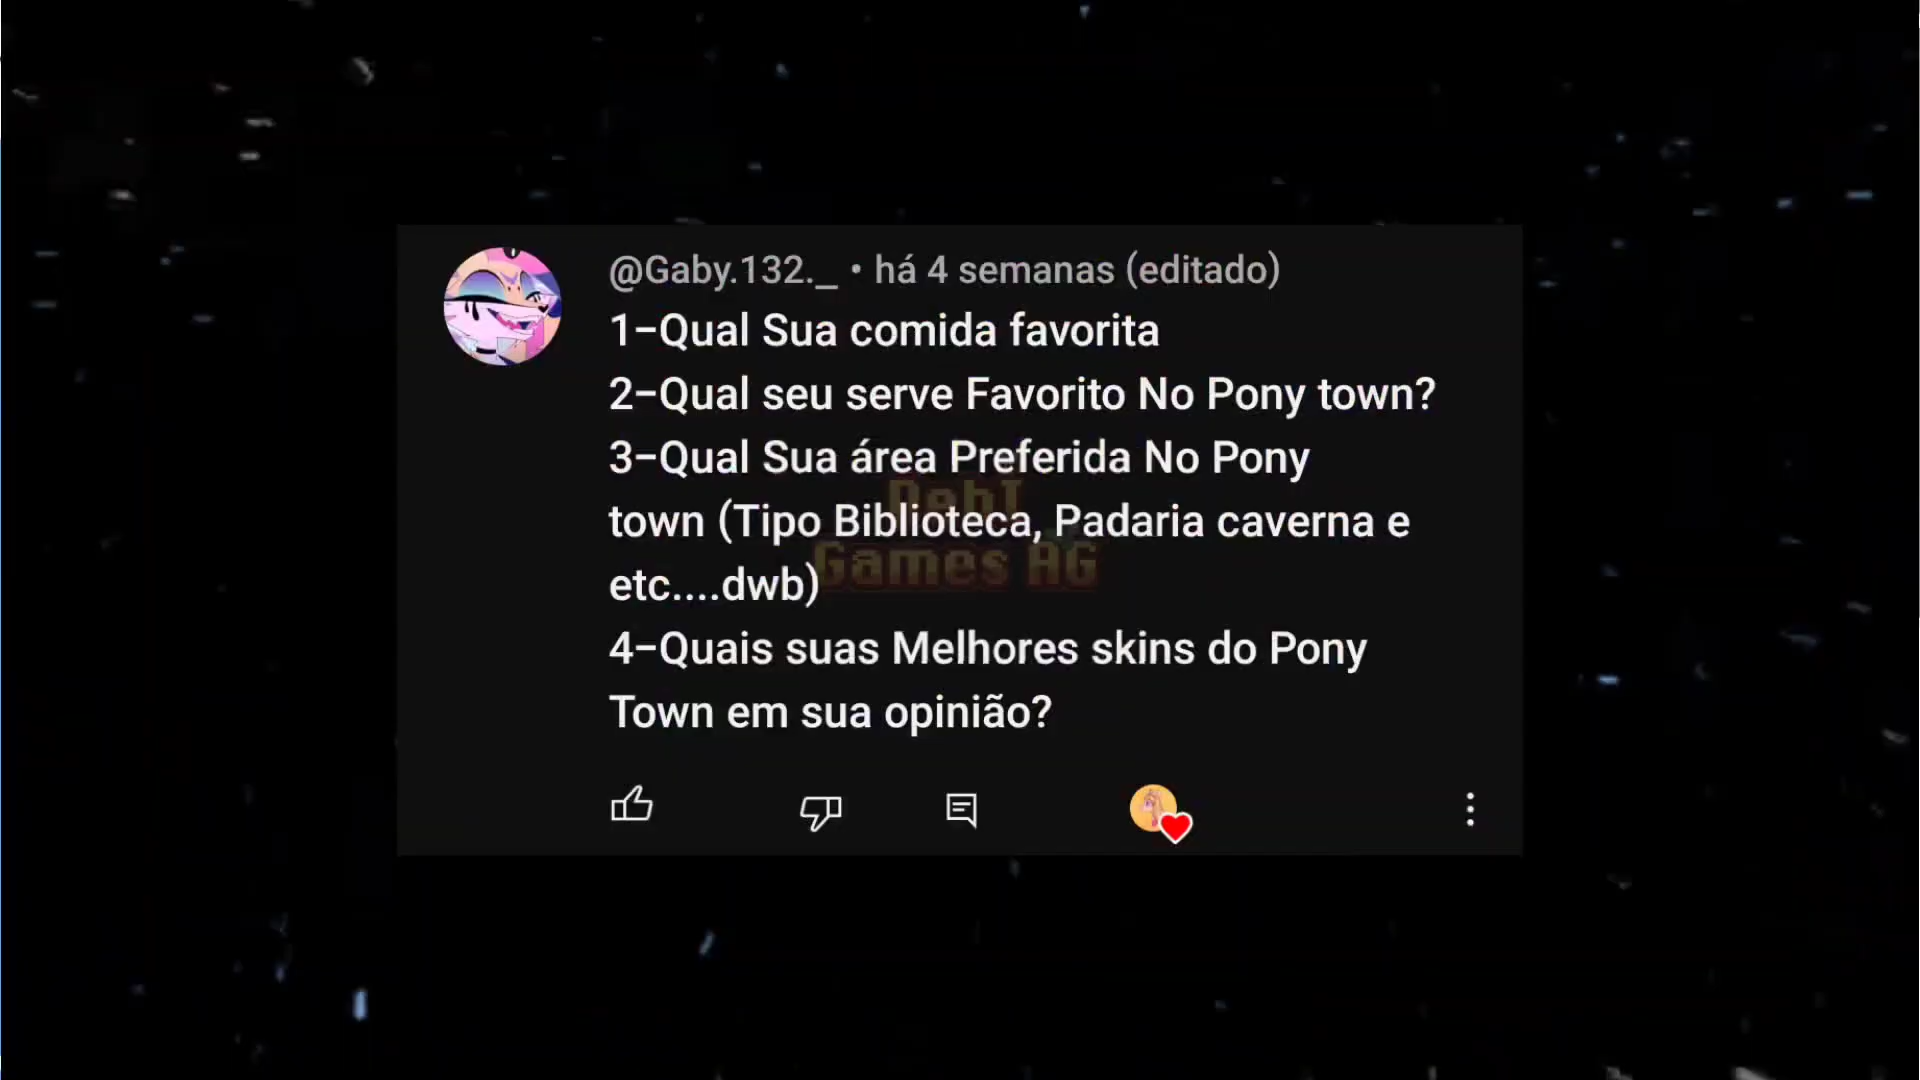 @Gaby.132._ • há 4 semanas (editado)
1–Qual Sua comida favorita
2–Qual seu serve Favorito No Pony town?
3–Qual Sua área Preferida No Pony
town (Tipo Biblioteca, Padaria caverna e
etc....dwb)
Games AG
4–Quais suas Melhores skins do Pony
Town em sua opinião?